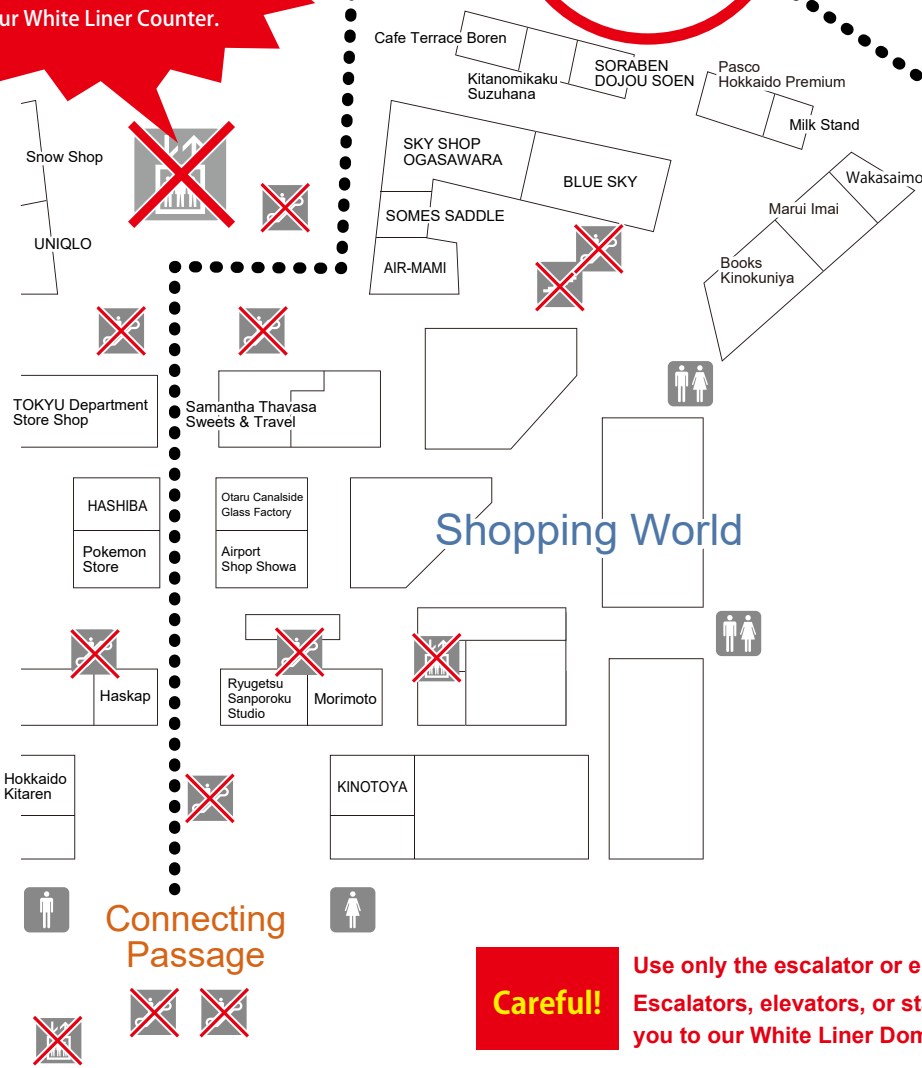 ur White Liner Counter.
Cafe Terrace Boren
Kitanomikaku
Suzuhana
SORABEN
DOJOU SOEN
Pasco
Hokkaido Premium
Milk Stand
Snow Shop
SKY SHOP
OGASAWARA
BLUE SKY
Wakasaimo
Marui Imai
SOMES SADDLE
UNIQLO
AIR-MAMI
Books
Kinokuniya
TOKYU Department
Store Shop
Samantha Thavasa
Sweets & Travel
HASHIBA
Otaru Canalside
Glass Factory
Shopping World
Pokemon
Store
Airport
Shop Showa
Haskap
Ryugetsu
Sanporoku
Studio
Morimoto
Hokkaido
Kitaren
KINOTOYA
Connecting
Passage
Careful!
Use only the escalator or e
Escalators, elevators, or st
you to our White Liner Dom